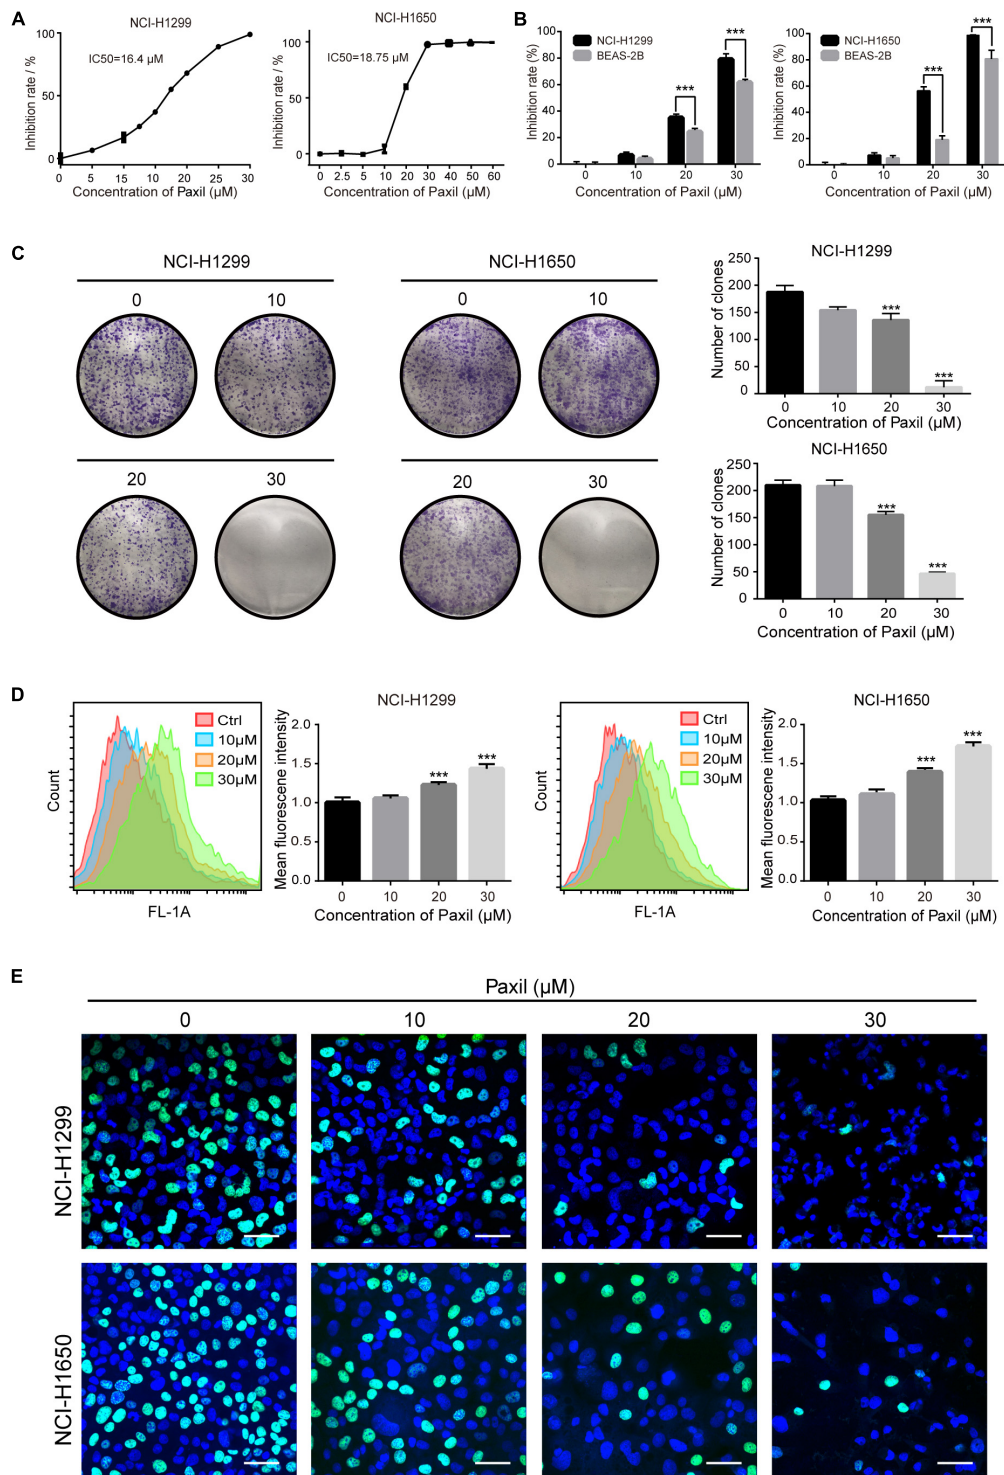 A
NCI-H1299
IC50=16.4 µM
Inhibition rate / %
100
50
0
0 5 15 15 20 25 30
Concentration of Paxil (µM)
NCI-H1650
IC50=18.75 µM
Inhibition rate / %
100
50
0
0 2.5 5 10 20 30 40 50 60
Concentration of Paxil (µM)
B
Inhibition rate (%)
100
80
60
40
20
0
NCI-H1299
BEAS-2B
***
***
0 10 20 30
Concentration of Paxil (µM)
Inhibition rate (%)
100
80
60
40
20
0
NCI-H1650
BEAS-2B
***
***
0 10 20 30
Concentration of Paxil (µM)
C
NCI-H1299
0 10
20 30
NCI-H1650
0 10
20 30
NCI-H1299
Number of clones
250
200
150
100
50
0
***
***
0 10 20 30
Concentration of Paxil (µM)
NCI-H1650
Number of clones
250
200
150
100
50
0
***
***
0 10 20 30
Concentration of Paxil (µM)
D
Count
Ctrl
10µM
20µM
30µM
FL-1A
NCI-H1299
Mean fluorescene intensity
2.0
1.5
1.0
0.5
0.0
***
***
0 10 20 30
Concentration of Paxil (µM)
Count
Ctrl
10µM
20µM
30µM
FL-1A
NCI-H1650
Mean fluorescene intensity
2.0
1.5
1.0
0.5
0.0
***
***
0 10 20 30
Concentration of Paxil (µM)
E
Paxil (µM)
0 10 20 30
NCI-H1299
NCI-H1650